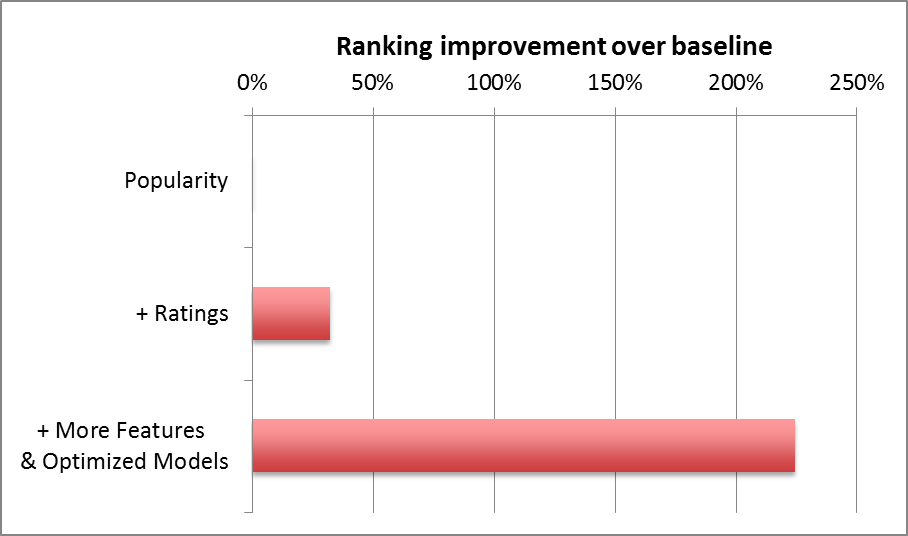 Ranking improvement over baseline
0% 50% 100% 150% 200% 250%
Popularity
+ Ratings
+ More Features
& Optimized Models